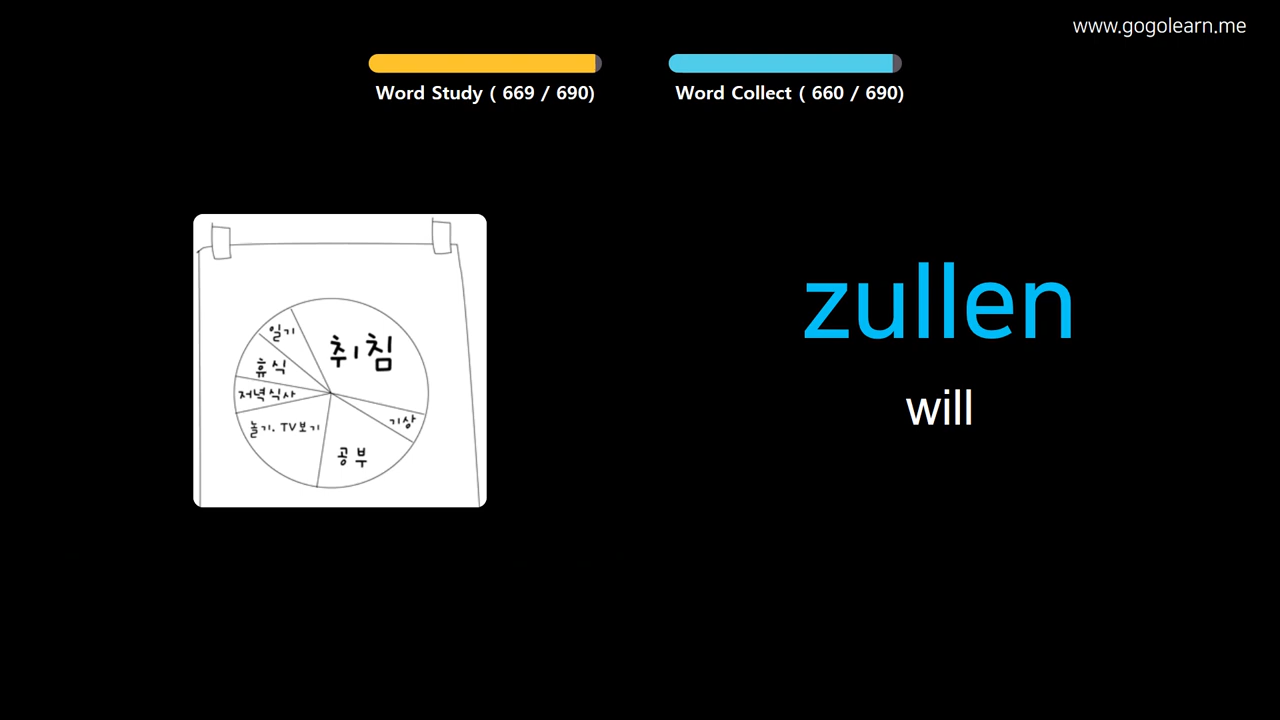 www.gogolearn.me
Word Study ( 669 / 690)
Word Collect ( 660 / 690)
일기
취침
휴식
저녁식사
기상
놀기. TV보기
공부
zullen
will